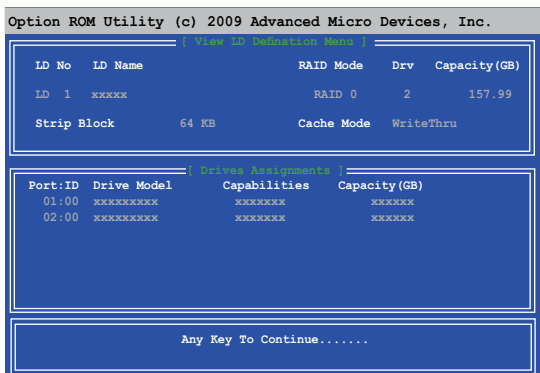 Option ROM Utility (c) 2009 Advanced Micro Devices, Inc.
[ View LD Defination Menu ]
LD No LD Name RAID Mode Drv Capacity(GB)
LD 1 xxxxx RAID 0 2 157.99
Strip Block 64 KB Cache Mode WriteThru
[ Drives Assignments ]
Port:ID Drive Model Capabilities Capacity(GB)
01:00 xxxxxxxxx xxxxxxx xxxxxx
02:00 xxxxxxxxx xxxxxxx xxxxxx
Any Key To Continue.......